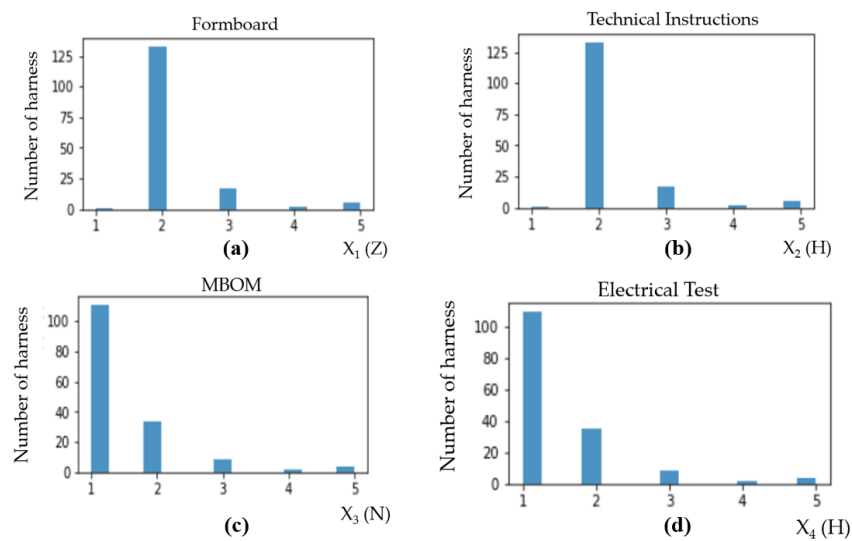 Formboard
Number of harness
125
100
75
50
25
0
1 2 3 4 5
(a)
X₁ (Z)
Technical Instructions
Number of harness
125
100
75
50
25
0
1 2 3 4 5
(b)
X₂ (H)
MBOM
Number of harness
100
80
60
40
20
0
1 2 3 4 5
(c)
X₃ (N)
Electrical Test
Number of harness
100
80
60
40
20
0
1 2 3 4 5
(d)
X₄ (H)